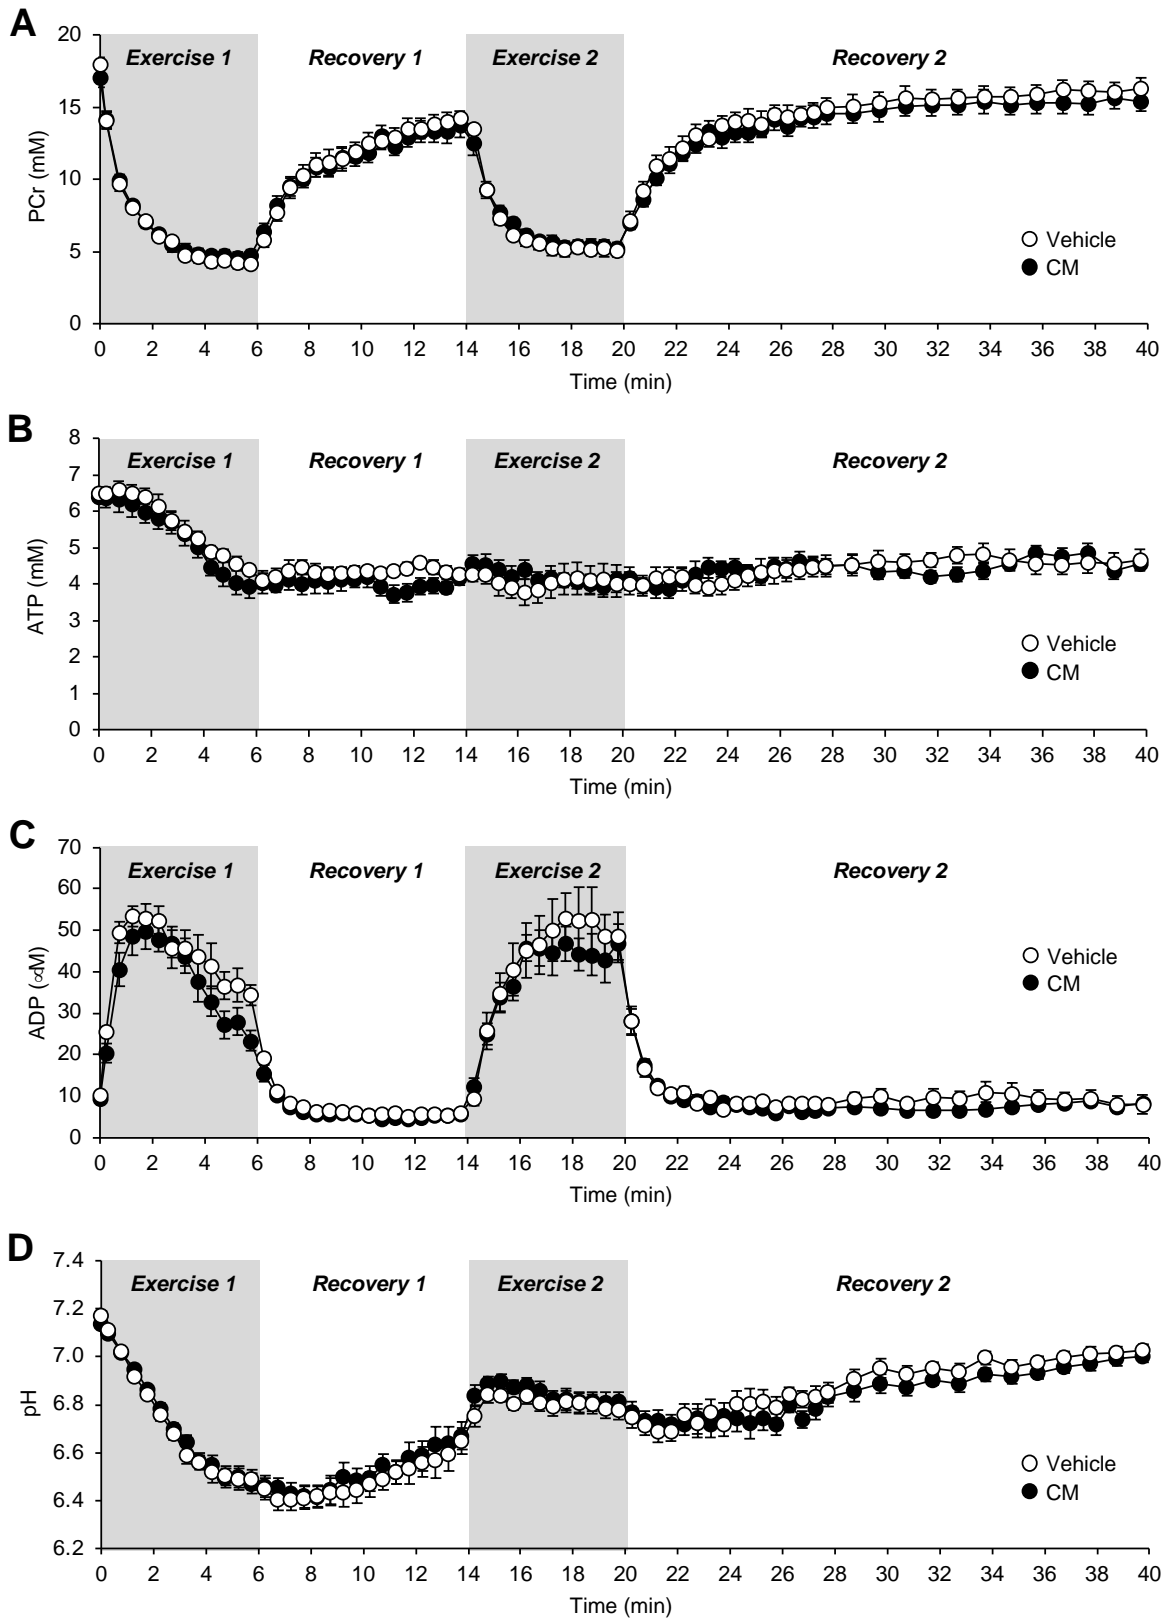 A
20
15
10
5
0
PCr (mM)
Exercise 1 Recovery 1 Exercise 2 Recovery 2
Vehicle
CM
0 2 4 6 8 10 12 14 16 18 20 22 24 26 28 30 32 34 36 38 40
Time (min)
B
8
7
6
5
4
3
2
1
0
ATP (mM)
Exercise 1 Recovery 1 Exercise 2 Recovery 2
Vehicle
CM
0 2 4 6 8 10 12 14 16 18 20 22 24 26 28 30 32 34 36 38 40
Time (min)
C
70
60
50
40
30
20
10
0
ADP (αM)
Exercise 1 Recovery 1 Exercise 2 Recovery 2
Vehicle
CM
0 2 4 6 8 10 12 14 16 18 20 22 24 26 28 30 32 34 36 38 40
Time (min)
D
7.4
7.2
7.0
6.8
6.6
6.4
6.2
pH
Exercise 1 Recovery 1 Exercise 2 Recovery 2
Vehicle
CM
0 2 4 6 8 10 12 14 16 18 20 22 24 26 28 30 32 34 36 38 40
Time (min)